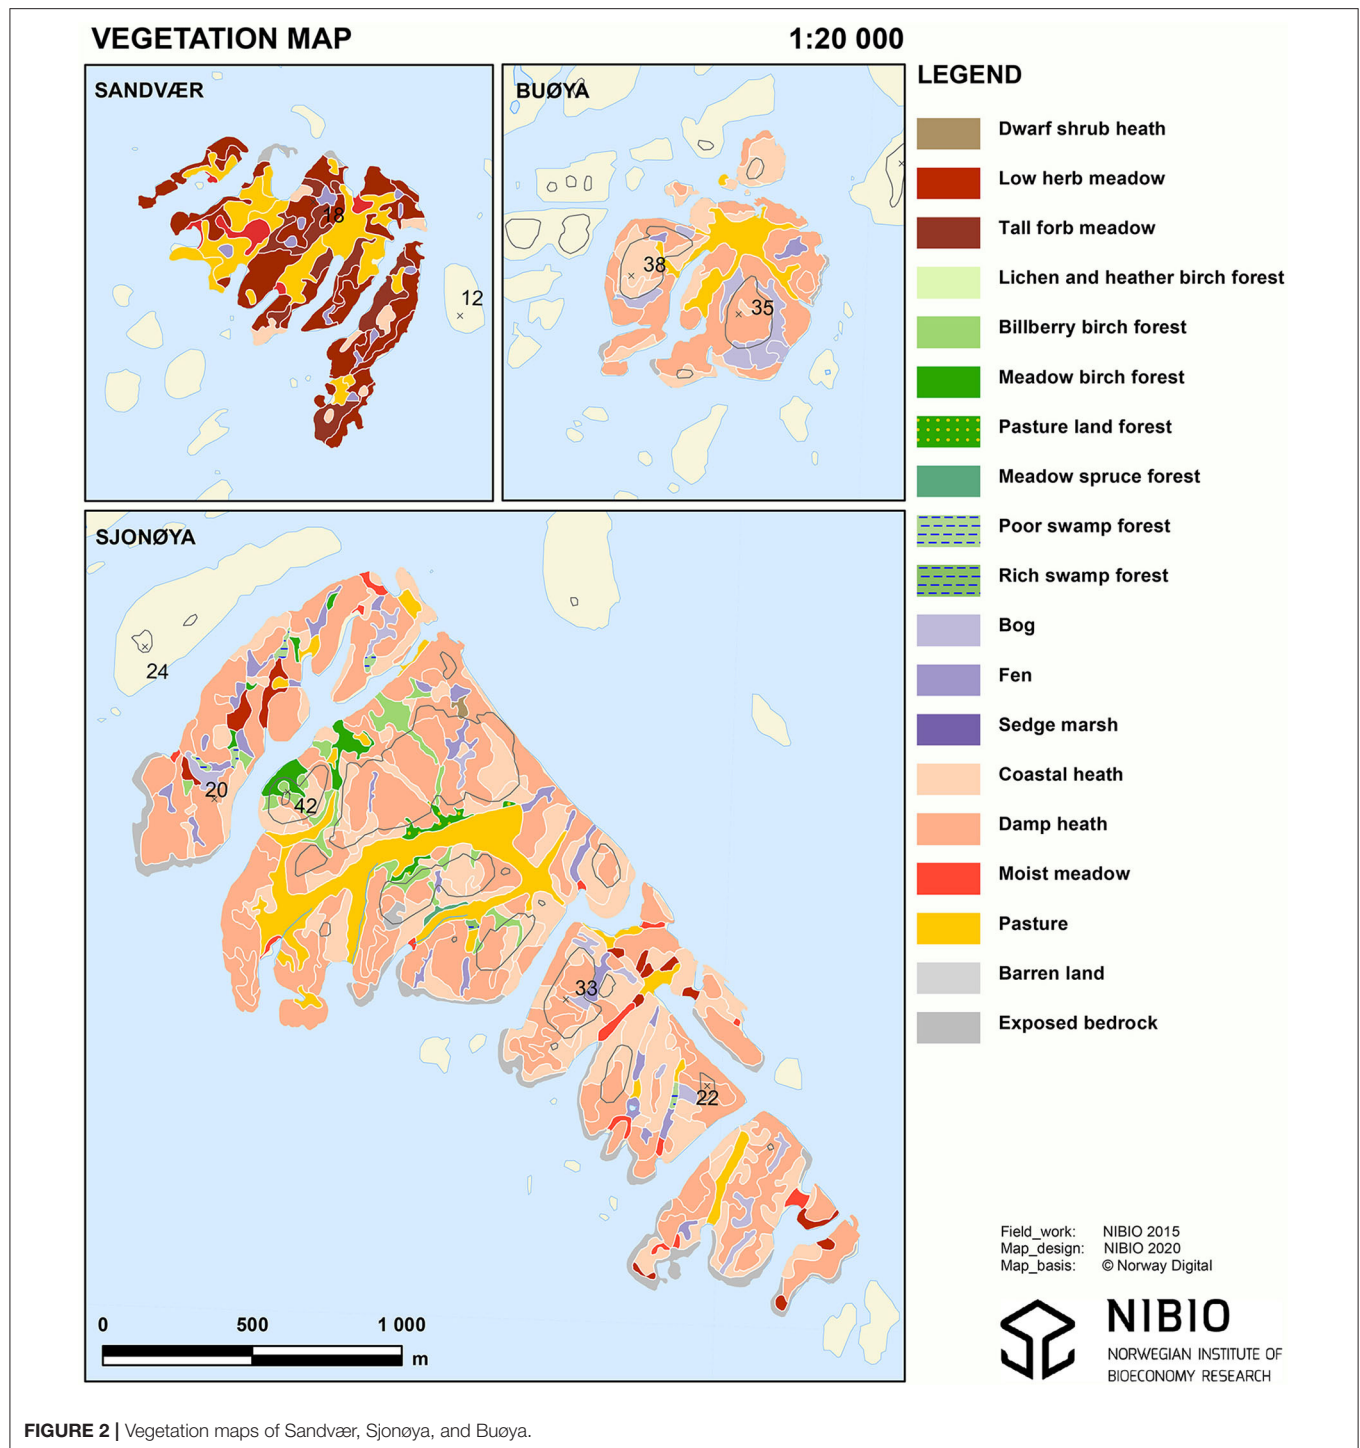 VEGETATION MAP 1:20 000
SANDVÆR
18
12
BUØYA
38
35
SJONØYA
24
20
42
33
22
0 500 1 000
m
LEGEND
Dwarf shrub heath
Low herb meadow
Tall forb meadow
Lichen and heather birch forest
Billberry birch forest
Meadow birch forest
Pasture land forest
Meadow spruce forest
Poor swamp forest
Rich swamp forest
Bog
Fen
Sedge marsh
Coastal heath
Damp heath
Moist meadow
Pasture
Barren land
Exposed bedrock
Field_work: NIBIO 2015
Map_design: NIBIO 2020
Map_basis: © Norway Digital
NIBIO
NORWEGIAN INSTITUTE OF
BIOECONOMY RESEARCH
FIGURE 2 | Vegetation maps of Sandvær, Sjonøya, and Buøya.